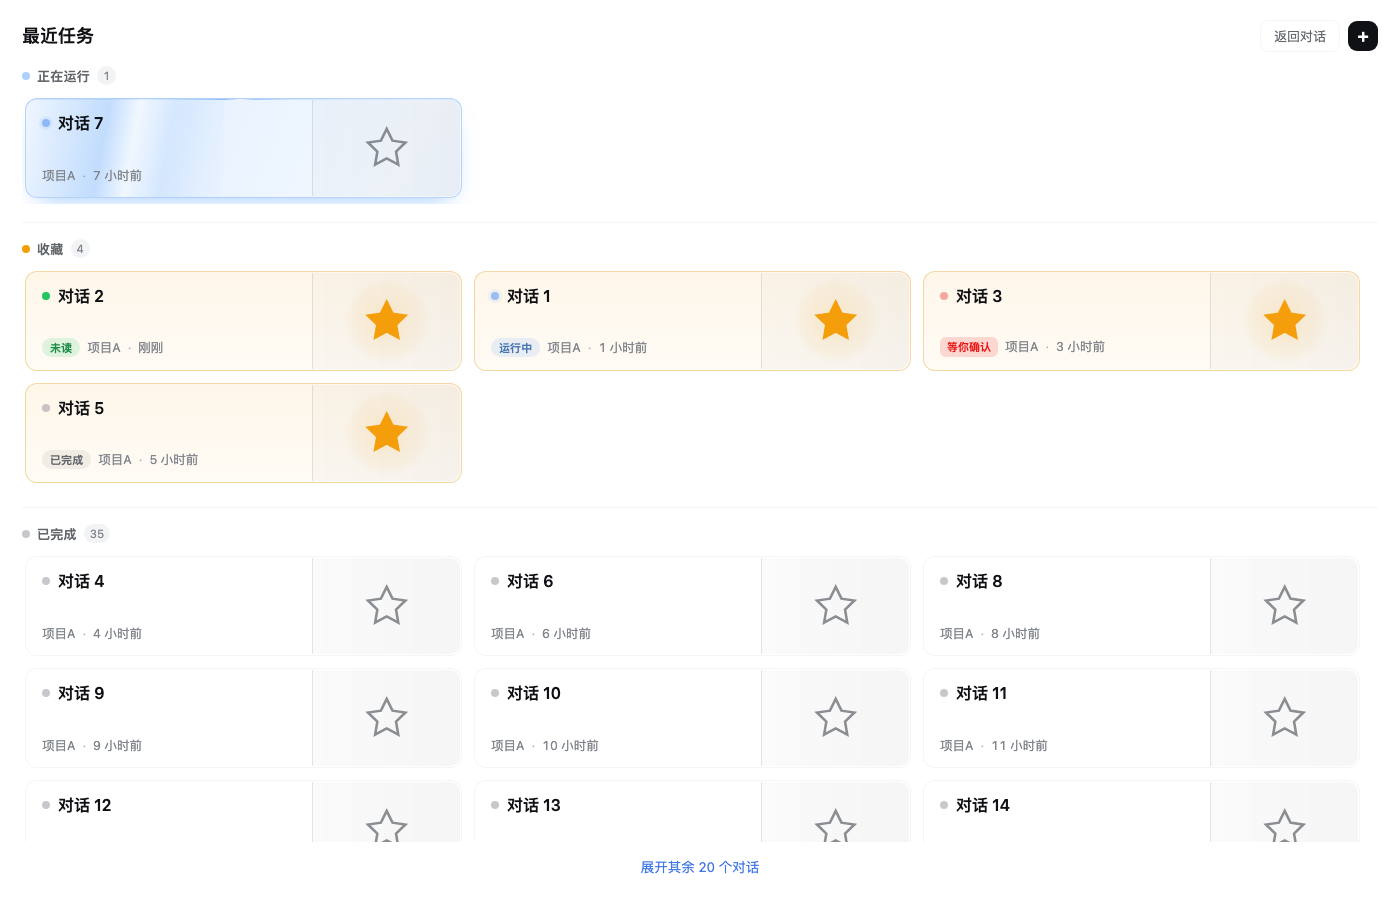 最近任务
返回对话
+
正在运行 1
对话 7
项目A · 7 小时前
收藏 4
对话 2
未读 项目A · 刚刚
对话 1
运行中 项目A · 1 小时前
对话 3
等你确认 项目A · 3 小时前
对话 5
已完成 项目A · 5 小时前
已完成 35
对话 4
项目A · 4 小时前
对话 6
项目A · 6 小时前
对话 8
项目A · 8 小时前
对话 9
项目A · 9 小时前
对话 10
项目A · 10 小时前
对话 11
项目A · 11 小时前
对话 12
对话 13
对话 14
展开其余 20 个对话